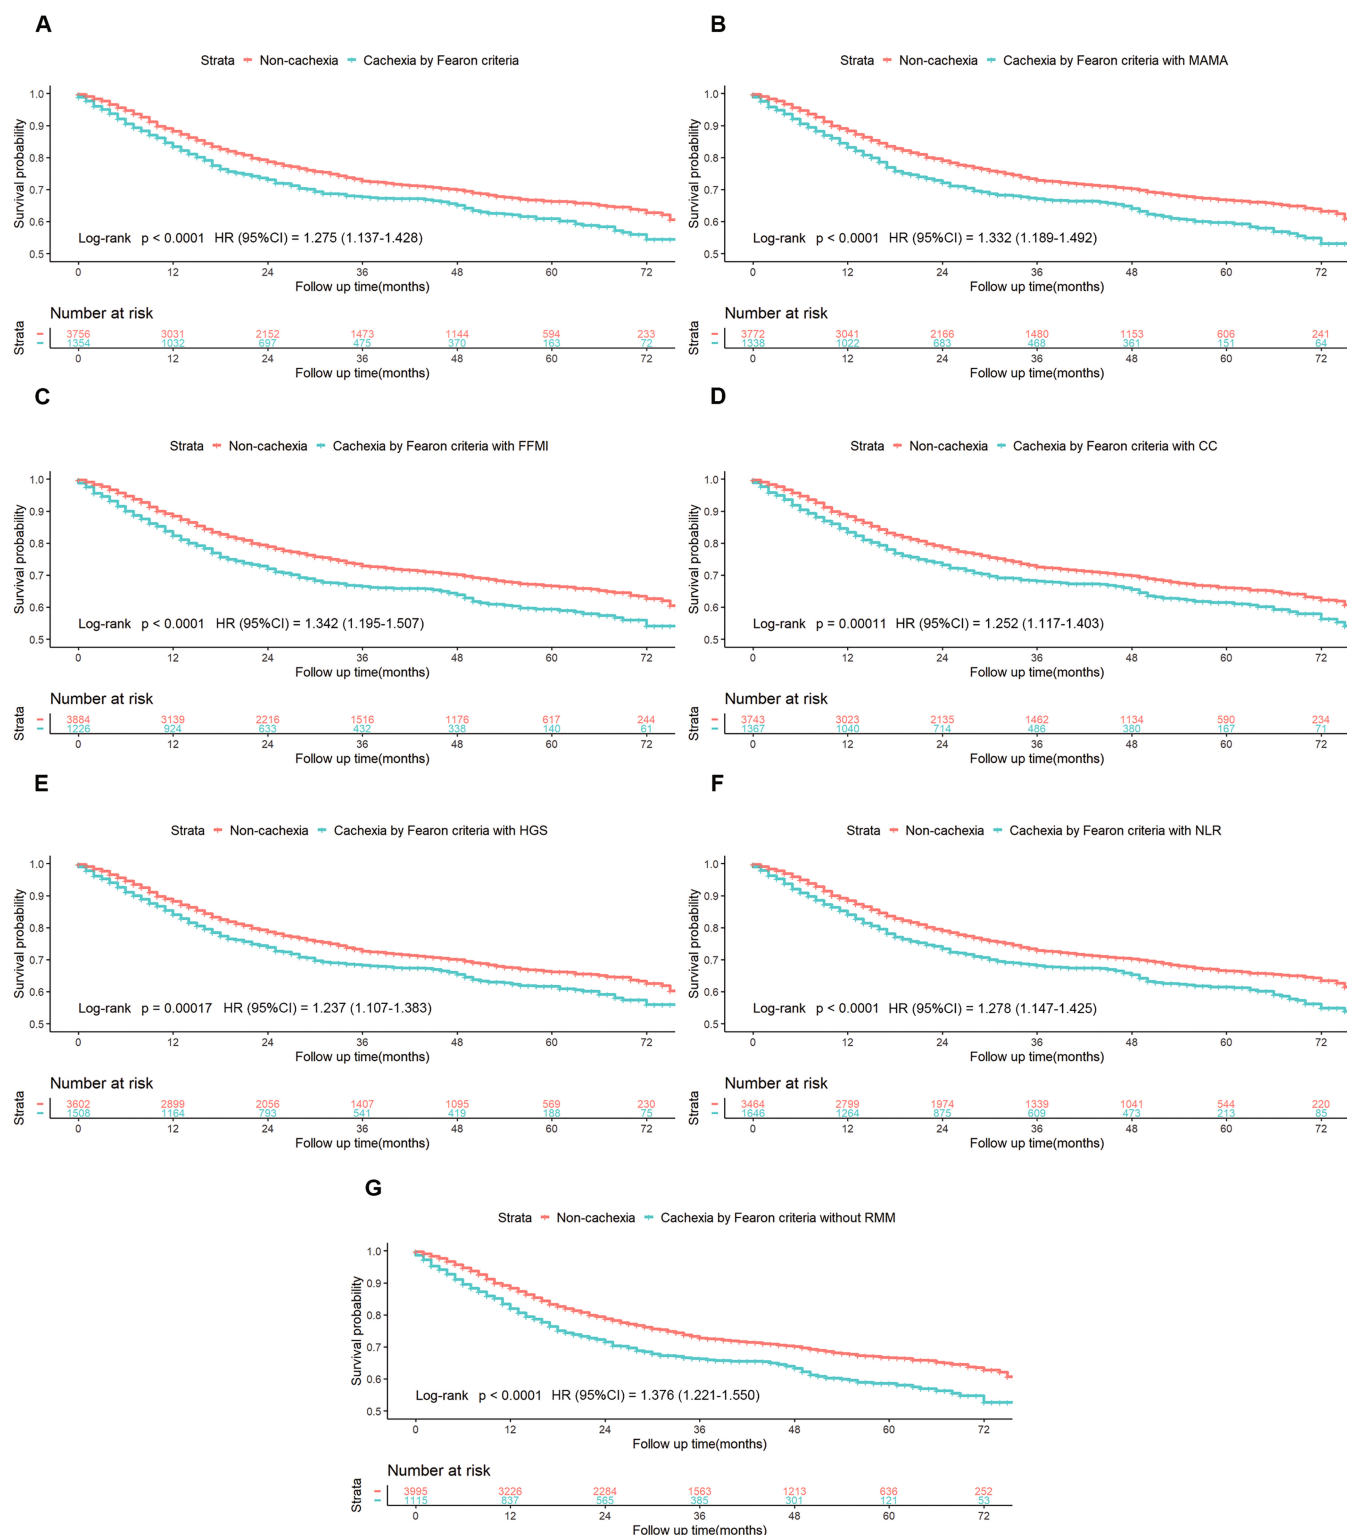 A
Strata Non-cachexia Cachexia by Fearon criteria
Survival probability
1.0
0.9
0.8
0.7
0.6
0.5
Log-rank p < 0.0001 HR (95%CI) = 1.275 (1.137-1.428)
0 12 24 36 48 60 72
Follow up time(months)
Number at risk
Strata
3756 3031 2152 1473 1144 594 233
1354 1032 697 475 370 163 72
0 12 24 36 48 60 72
Follow up time(months)
B
Strata Non-cachexia Cachexia by Fearon criteria with MAMA
Survival probability
1.0
0.9
0.8
0.7
0.6
0.5
Log-rank p < 0.0001 HR (95%CI) = 1.332 (1.189-1.492)
0 12 24 36 48 60 72
Follow up time(months)
Number at risk
Strata
3772 3041 2166 1480 1153 606 241
1338 1022 683 468 361 151 64
0 12 24 36 48 60 72
Follow up time(months)
C
Strata Non-cachexia Cachexia by Fearon criteria with FFMI
Survival probability
1.0
0.9
0.8
0.7
0.6
0.5
Log-rank p < 0.0001 HR (95%CI) = 1.342 (1.195-1.507)
0 12 24 36 48 60 72
Follow up time(months)
Number at risk
Strata
3884 3139 2216 1516 1176 617 244
1226 924 633 432 338 140 61
0 12 24 36 48 60 72
Follow up time(months)
D
Strata Non-cachexia Cachexia by Fearon criteria with CC
Survival probability
1.0
0.9
0.8
0.7
0.6
0.5
Log-rank p = 0.00011 HR (95%CI) = 1.252 (1.117-1.403)
0 12 24 36 48 60 72
Follow up time(months)
Number at risk
Strata
3743 3023 2135 1462 1134 590 234
1367 1040 714 486 380 167 71
0 12 24 36 48 60 72
Follow up time(months)
E
Strata Non-cachexia Cachexia by Fearon criteria with HGS
Survival probability
1.0
0.9
0.8
0.7
0.6
0.5
Log-rank p = 0.00017 HR (95%CI) = 1.237 (1.107-1.383)
0 12 24 36 48 60 72
Follow up time(months)
Number at risk
Strata
3602 2899 2056 1407 1095 569 230
1508 1164 793 541 419 188 75
0 12 24 36 48 60 72
Follow up time(months)
F
Strata Non-cachexia Cachexia by Fearon criteria with NLR
Survival probability
1.0
0.9
0.8
0.7
0.6
0.5
Log-rank p < 0.0001 HR (95%CI) = 1.278 (1.147-1.425)
0 12 24 36 48 60 72
Follow up time(months)
Number at risk
Strata
3464 2799 1974 1339 1041 544 220
1646 1264 875 609 473 213 85
0 12 24 36 48 60 72
Follow up time(months)
G
Strata Non-cachexia Cachexia by Fearon criteria without RMM
Survival probability
1.0
0.9
0.8
0.7
0.6
0.5
Log-rank p < 0.0001 HR (95%CI) = 1.376 (1.221-1.550)
0 12 24 36 48 60 72
Follow up time(months)
Number at risk
Strata
3995 3226 2284 1563 1213 636 252
1115 837 565 385 301 121 53
0 12 24 36 48 60 72
Follow up time(months)